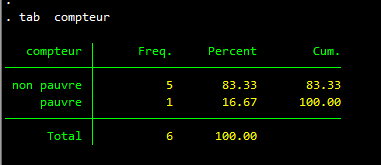 .
. tab  compteur
compteur Freq. Percent Cum.
non pauvre 5 83.33 83.33
pauvre 1 16.67 100.00
Total 6 100.00